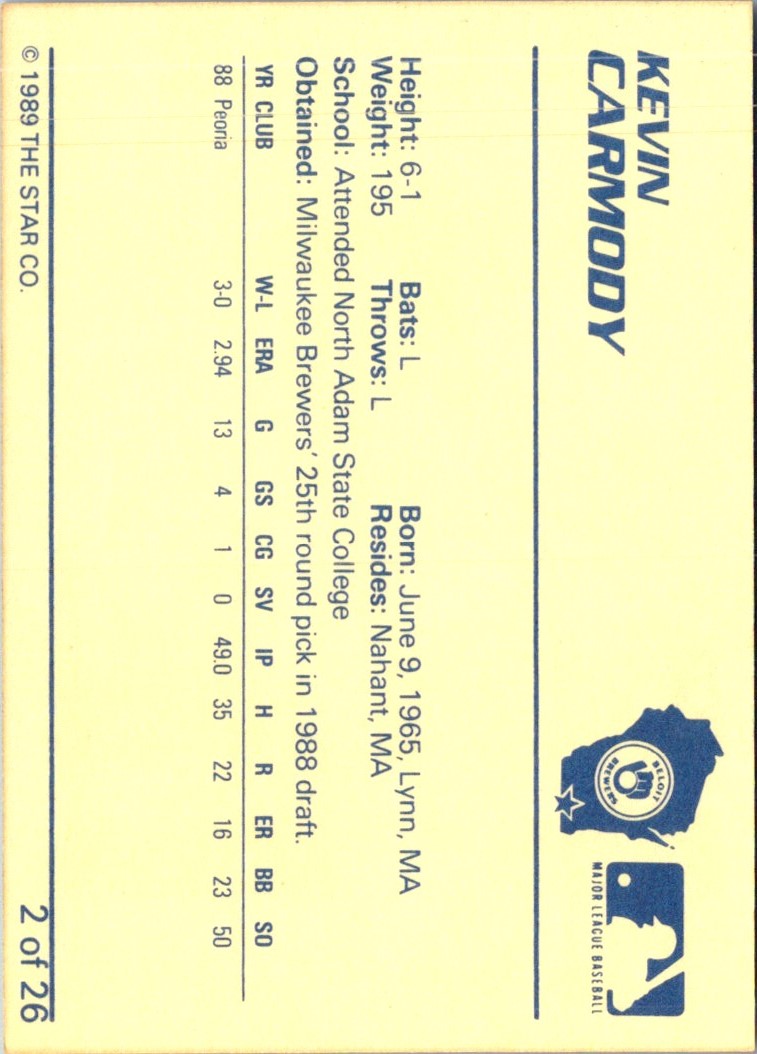 KEVIN
CARMODY
BELOIT
BREWERS
MAJOR LEAGUE BASEBALL
Height: 6-1 Bats: L Born: June 9, 1965, Lynn, MA
Weight: 195 Throws: L Resides: Nahant, MA
School: Attended North Adam State College
Obtained: Milwaukee Brewers' 25th round pick in 1988 draft.
YR CLUB W-L ERA G GS CG SV IP H R ER BB SO
88 Peoria 3-0 2.94 13 4 1 0 49.0 35 22 16 23 50
© 1989 THE STAR CO. 2 of 26